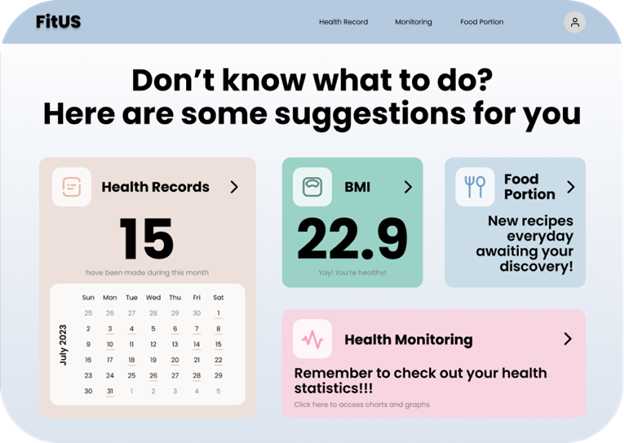 FitUS
Health Record
Monitoring
Food Portion
Don't know what to do?
Here are some suggestions for you
Health Records
15
have been made during this month
July 2023
Sun Mon Tue Wed Thu Fri Sat
25 26 27 28 29 30 1
2 3 4 5 6 7 8
9 10 11 12 13 14 15
16 17 18 19 20 21 22
23 24 25 26 27 28 29
30 31 1 2 3 4 5
BMI
22.9
Yay! You're healthy!
Food
Portion
New recipes
everyday
awaiting your
discovery!
Health Monitoring
Remember to check out your health
statistics!!!
Click here to access charts and graphs